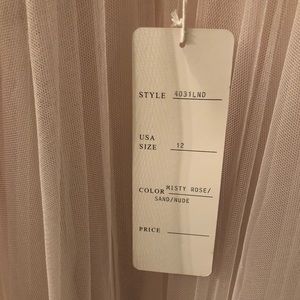 STYLE 4031LND
USA
SIZE 12
COLOR MISTY ROSE/
SAND/NUDE
PRICE